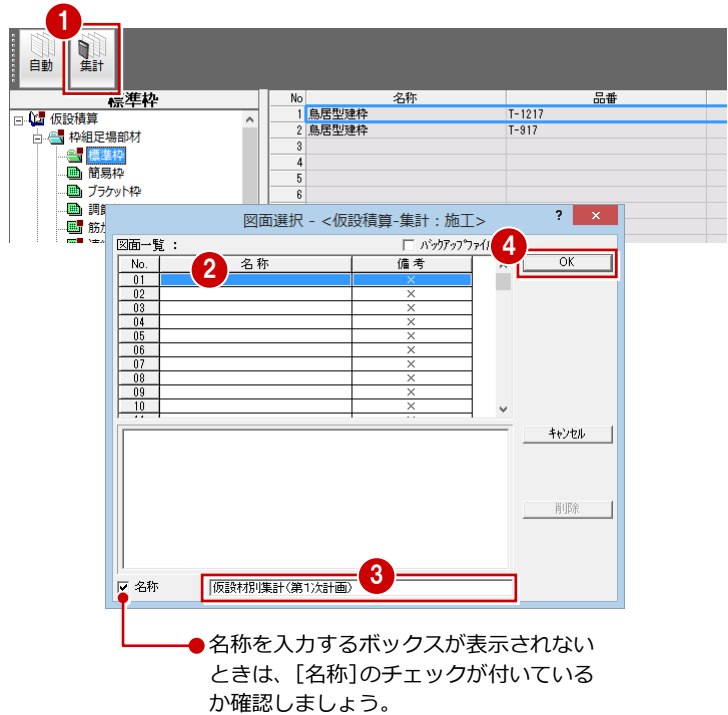 1
自動
集計
標準枠
仮設積算
枠組足場部材
標準枠
簡易枠
ブラケット枠
No 名称 品番
1 鳥居型建枠 T-1217
2 鳥居型建枠 T-917
3
4
5
6
図面選択 - <仮設積算-集計：施工> ? ×
図面一覧 :
バックアップファイル
4
OK
No. 名 称 備 考
2
01 ×
02 ×
03 ×
04 ×
05 ×
06 ×
07 ×
08 ×
09 ×
10 ×
キャンセル
削除
3
名称 仮設材別集計(第1次計画)
名称を入力するボックスが表示されない
ときは、[名称]のチェックが付いている
か確認しましょう。